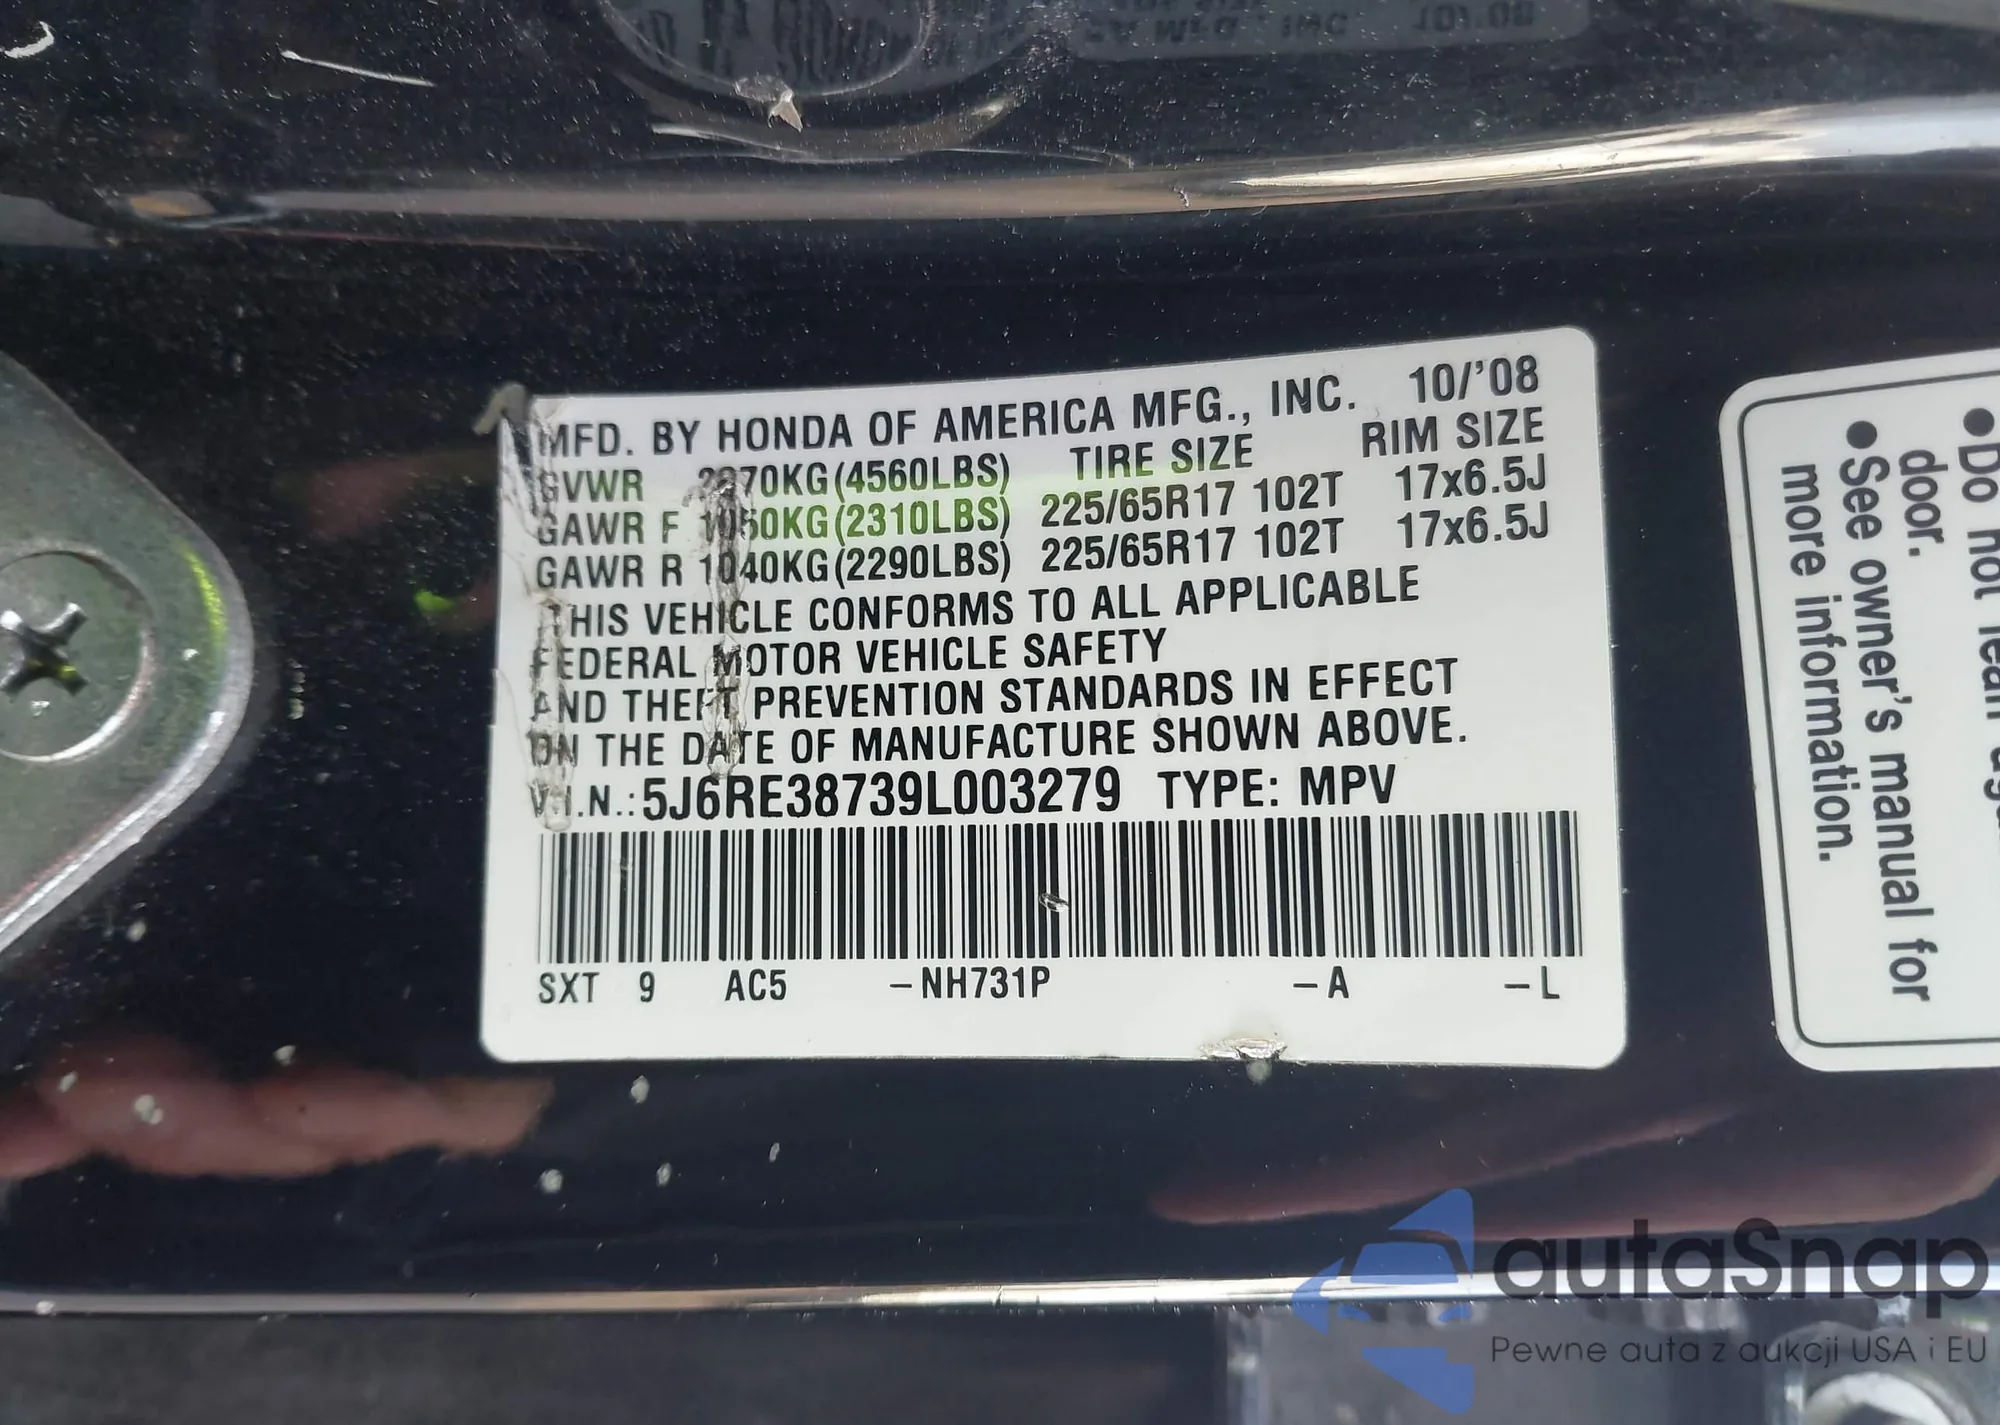 MFD. BY HONDA OF AMERICA MFG., INC. 10/'08
GVWR 2070KG(4560LBS) TIRE SIZE RIM SIZE
GAWR F 1050KG(2310LBS) 225/65R17 102T 17x6.5J
GAWR R 1040KG(2290LBS) 225/65R17 102T 17x6.5J
THIS VEHICLE CONFORMS TO ALL APPLICABLE
FEDERAL MOTOR VEHICLE SAFETY
AND THEFT PREVENTION STANDARDS IN EFFECT
ON THE DATE OF MANUFACTURE SHOWN ABOVE.
V.I.N.: 5J6RE38739L003279 TYPE: MPV
SXT 9 AC5 –NH731P –A –L
●Do not lean
door.
●See owner's manual for
more information.
autaSnap
Pewne auta z aukcji USA i EU